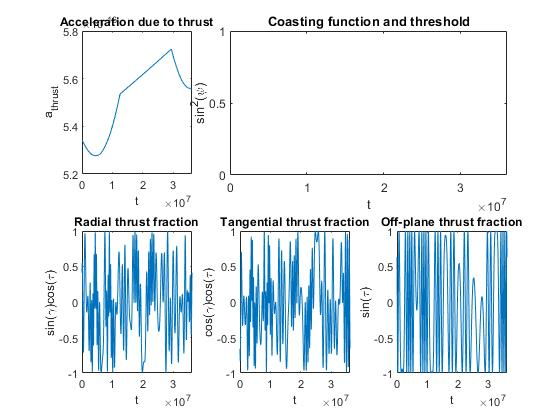 Acceleration due to thrust
5.8
5.6
5.4
5.2
a_thrust
0 1 2 3
t
×10^7
Coasting function and threshold
1
0.5
0
sin^2(ψ)
0 1 2 3
t
×10^7
Radial thrust fraction
1
0.5
0
-0.5
-1
sin(γ)cos(τ)
0 1 2 3
t
×10^7
Tangential thrust fraction
1
0.5
0
-0.5
-1
cos(γ)cos(τ)
0 1 2 3
t
×10^7
Off-plane thrust fraction
1
0.5
0
-0.5
-1
sin(τ)
0 1 2 3
t
×10^7